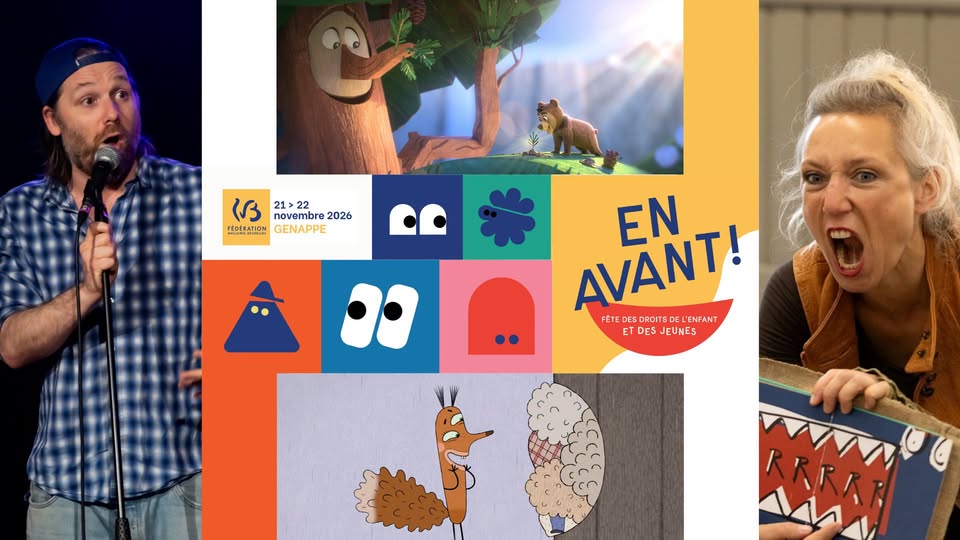 21 > 22
novembre 2026
GENAPPE
FÉDÉRATION
WALLONIE-BRUXELLES
EN
AVANT!
FÊTE DES DROITS DE L'ENFANT
ET DES JEUNES
RRRRR